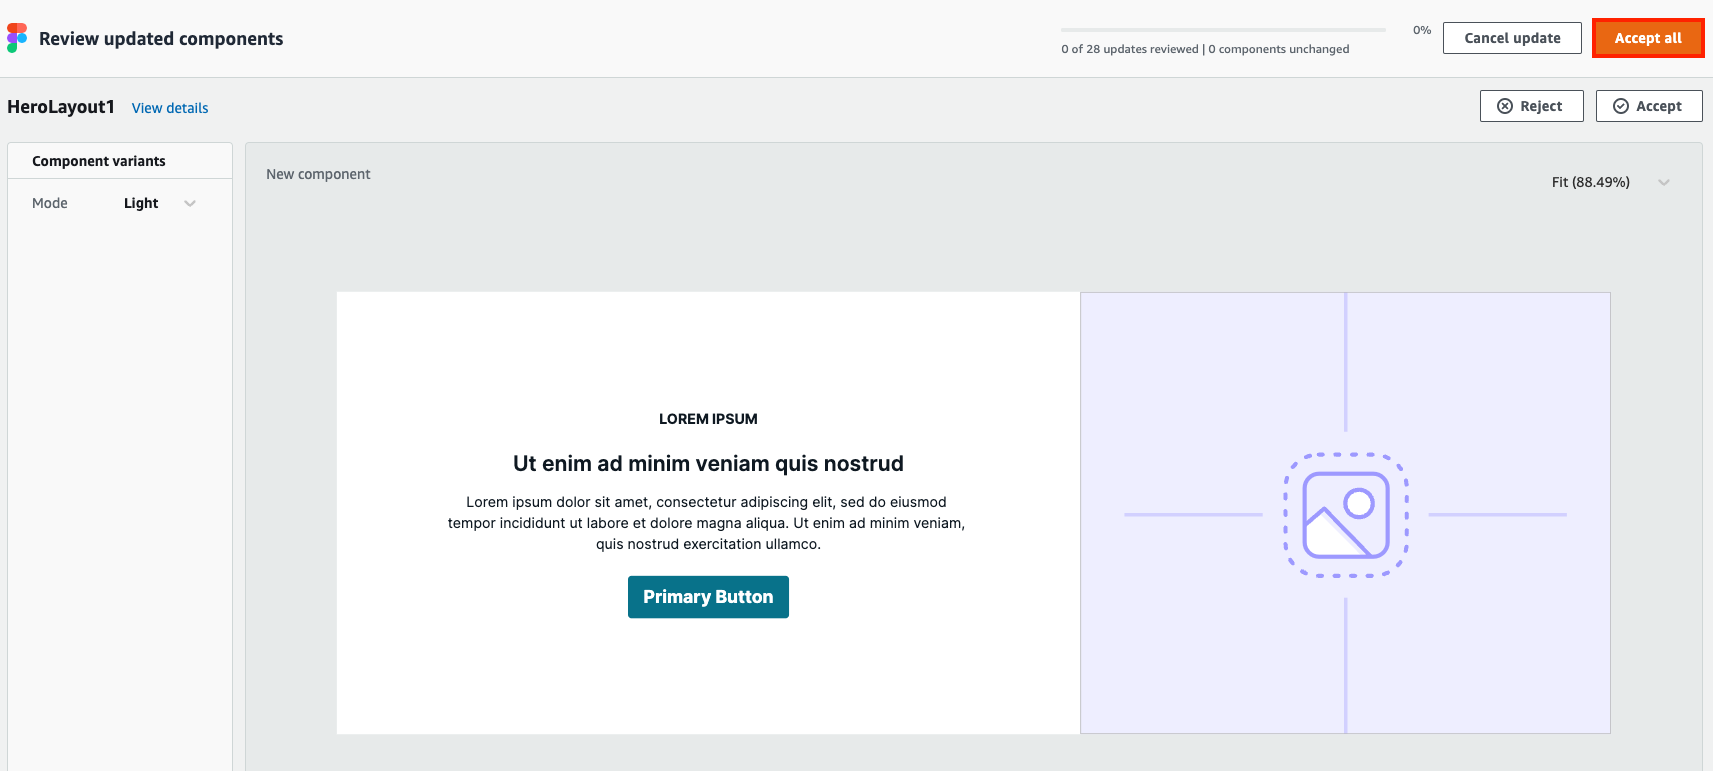 Review updated components
0%
0 of 28 updates reviewed | 0 components unchanged
Cancel update
Accept all
HeroLayout1
View details
Reject
Accept
Component variants
Mode
Light
New component
Fit (88.49%)
LOREM IPSUM
Ut enim ad minim veniam quis nostrud
Lorem ipsum dolor sit amet, consectetur adipiscing elit, sed do eiusmod
tempor incididunt ut labore et dolore magna aliqua. Ut enim ad minim veniam,
quis nostrud exercitation ullamco.
Primary Button